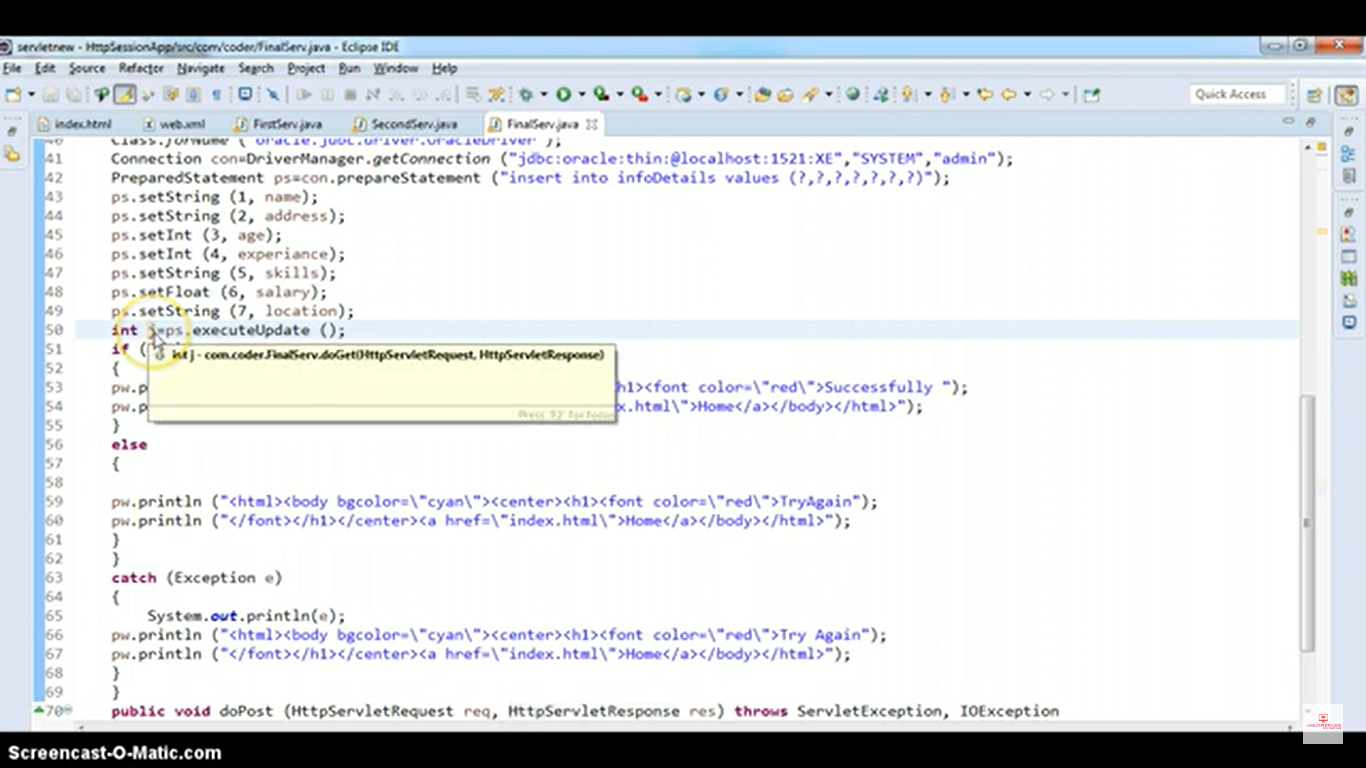 servletnew - HttpSessionApp/src/com/coder/FinalServ.java - Eclipse IDE
File Edit Source Refactor Navigate Search Project Run Window Help
Quick Access
index.html web.xml FirstServ.java SecondServ.java FinalServ.java
40 Class.forName ("oracle.jdbc.driver.OracleDriver");
41 Connection con=DriverManager.getConnection ("jdbc:oracle:thin:@localhost:1521:XE","SYSTEM","admin");
42 PreparedStatement ps=con.prepareStatement ("insert into infoDetails values (?,?,?,?,?,?,?)");
43 ps.setString (1, name);
44 ps.setString (2, address);
45 ps.setInt (3, age);
46 ps.setInt (4, experiance);
47 ps.setString (5, skills);
48 ps.setFloat (6, salary);
49 ps.setString (7, location);
50 int j=ps.executeUpdate ();
51 if (
int j - com.coder.FinalServ.doGet(HttpServletRequest, HttpServletResponse)
52 {
53 pw.p h1><font color=\"red\">Successfully ");
54 pw.p x.html\">Home</a></body></html>");
Press 'F2' for focus
55 }
56 else
57 {
58
59 pw.println ("<html><body bgcolor=\"cyan\"><center><h1><font color=\"red\">TryAgain");
60 pw.println ("</font></h1></center><a href=\"index.html\">Home</a></body></html>");
61 }
62 }
63 catch (Exception e)
64 {
65 System.out.println(e);
66 pw.println ("<html><body bgcolor=\"cyan\"><center><h1><font color=\"red\">Try Again");
67 pw.println ("</font></h1></center><a href=\"index.html\">Home</a></body></html>");
68 }
69 }
70 public void doPost (HttpServletRequest req, HttpServletResponse res) throws ServletException, IOException
Screencast-O-Matic.com